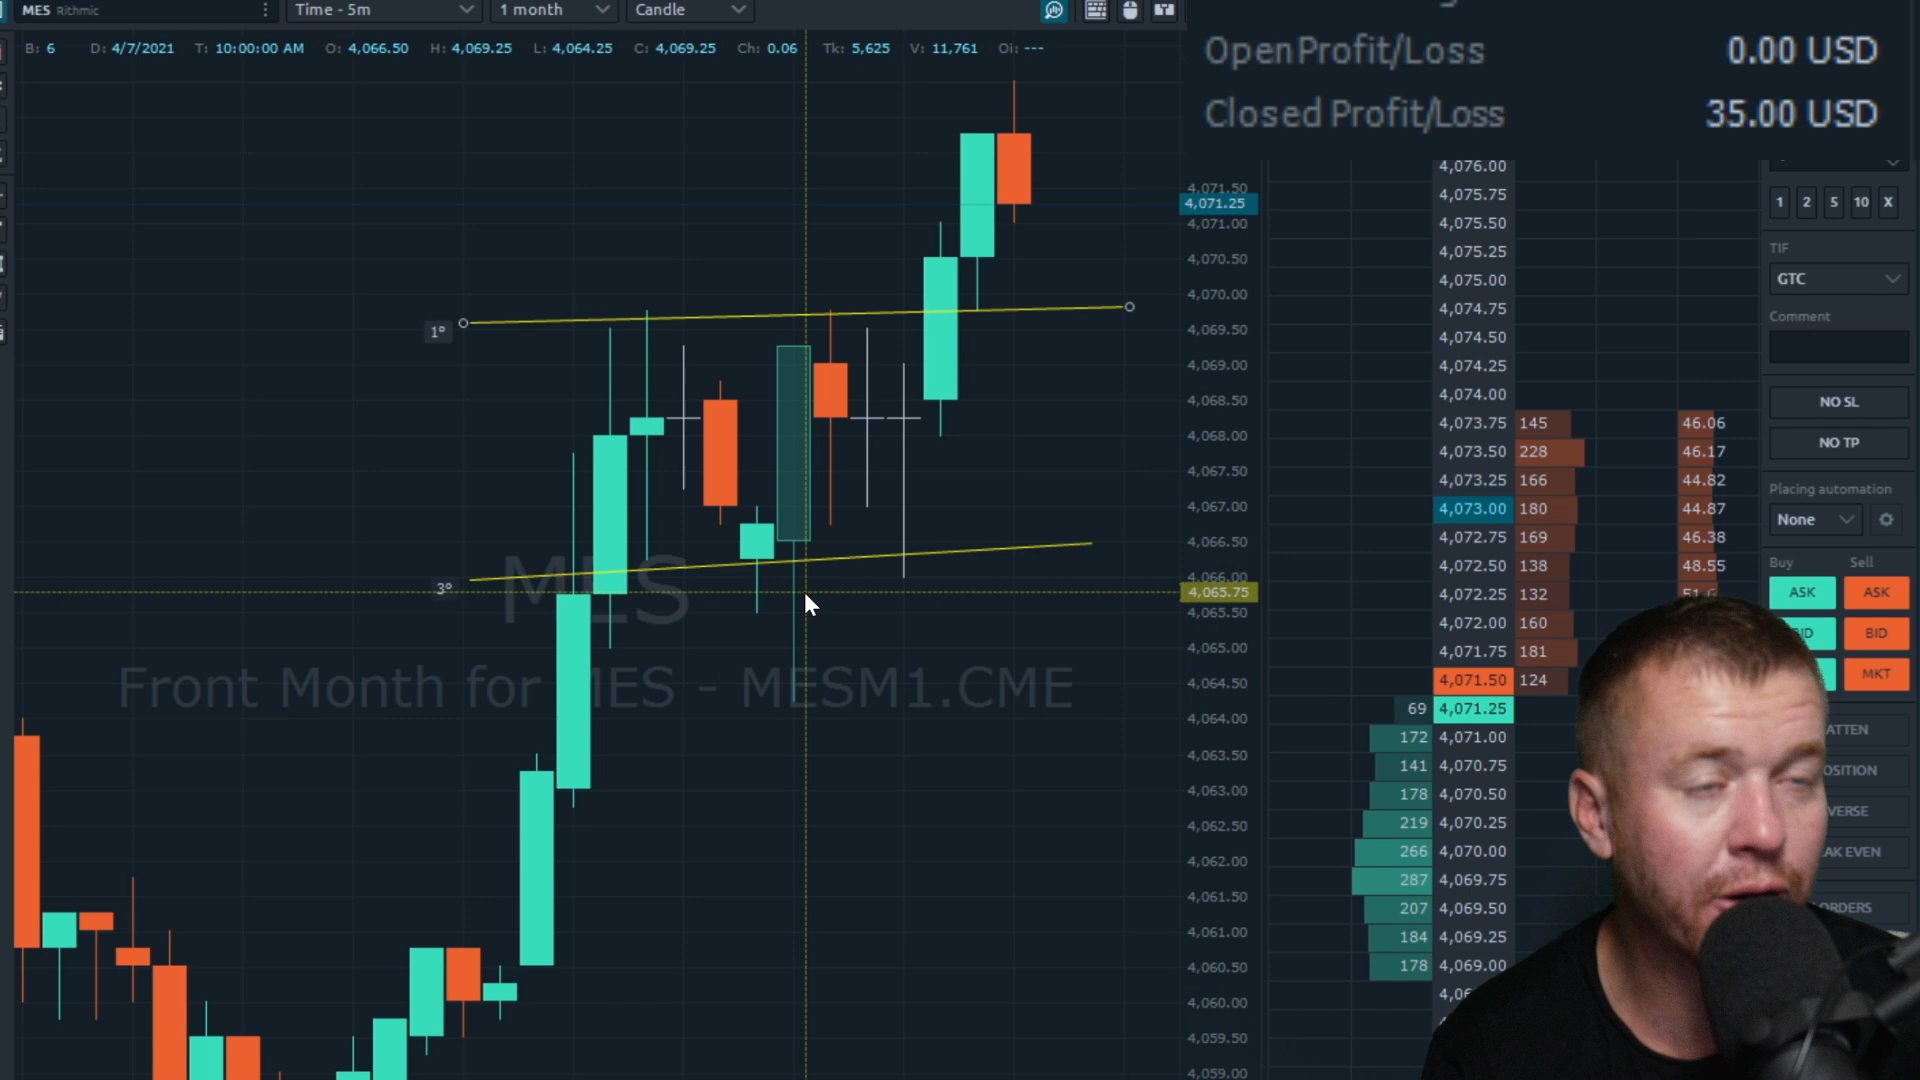 MES Rithmic
Time - 5m
1 month
Candle
B: 6 D: 4/7/2021 T: 10:00:00 AM O: 4,066.50 H: 4,069.25 L: 4,064.25 C: 4,069.25 Ch: 0.06 Tk: 5,625 V: 11,761 Oi: ---
OpenProfit/Loss 0.00 USD
Closed Profit/Loss 35.00 USD
1°
3°
MES
Front Month for MES - MESM1.CME
4,071.50
4,071.25
4,071.00
4,070.50
4,070.00
4,069.50
4,069.00
4,068.50
4,068.00
4,067.50
4,067.00
4,066.50
4,066.00
4,065.75
4,065.50
4,065.00
4,064.50
4,064.00
4,063.50
4,063.00
4,062.50
4,062.00
4,061.50
4,061.00
4,060.50
4,060.00
4,059.50
4,059.00
4,076.00
4,075.75
4,075.50
4,075.25
4,075.00
4,074.75
4,074.50
4,074.25
4,074.00
4,073.75 145 46.06
4,073.50 228 46.17
4,073.25 166 44.82
4,073.00 180 44.87
4,072.75 169 46.38
4,072.50 138 48.55
4,072.25 132
4,072.00 160
4,071.75 181
4,071.50 124
69 4,071.25
172 4,071.00
141 4,070.75
178 4,070.50
219 4,070.25
266 4,070.00
287 4,069.75
207 4,069.50
184 4,069.25
178 4,069.00
1 2 5 10 X
TIF
GTC
Comment
NO SL
NO TP
Placing automation
None
Buy Sell
ASK ASK
BID
MKT